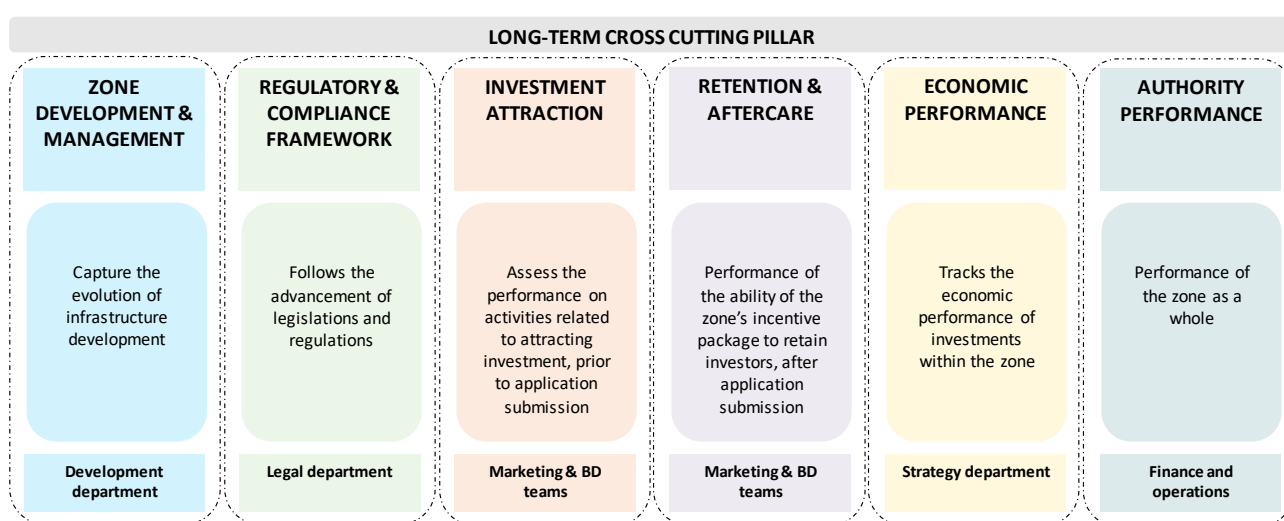 LONG-TERM CROSS CUTTING PILLAR
ZONE
DEVELOPMENT &
MANAGEMENT
Capture the
evolution of
infrastructure
development
Development
department
REGULATORY &
COMPLIANCE
FRAMEWORK
Follows the
advancement of
legislations and
regulations
Legal department
INVESTMENT
ATTRACTION
Assess the
performance on
activities related
to attracting
investment, prior
to application
submission
Marketing & BD
teams
RETENTION &
AFTERCARE
Performance of
the ability of the
zone’s incentive
package to retain
investors, after
application
submission
Marketing & BD
teams
ECONOMIC
PERFORMANCE
Tracks the
economic
performance of
investments
within the zone
Strategy department
AUTHORITY
PERFORMANCE
Performance of
the zone as a
whole
Finance and
operations